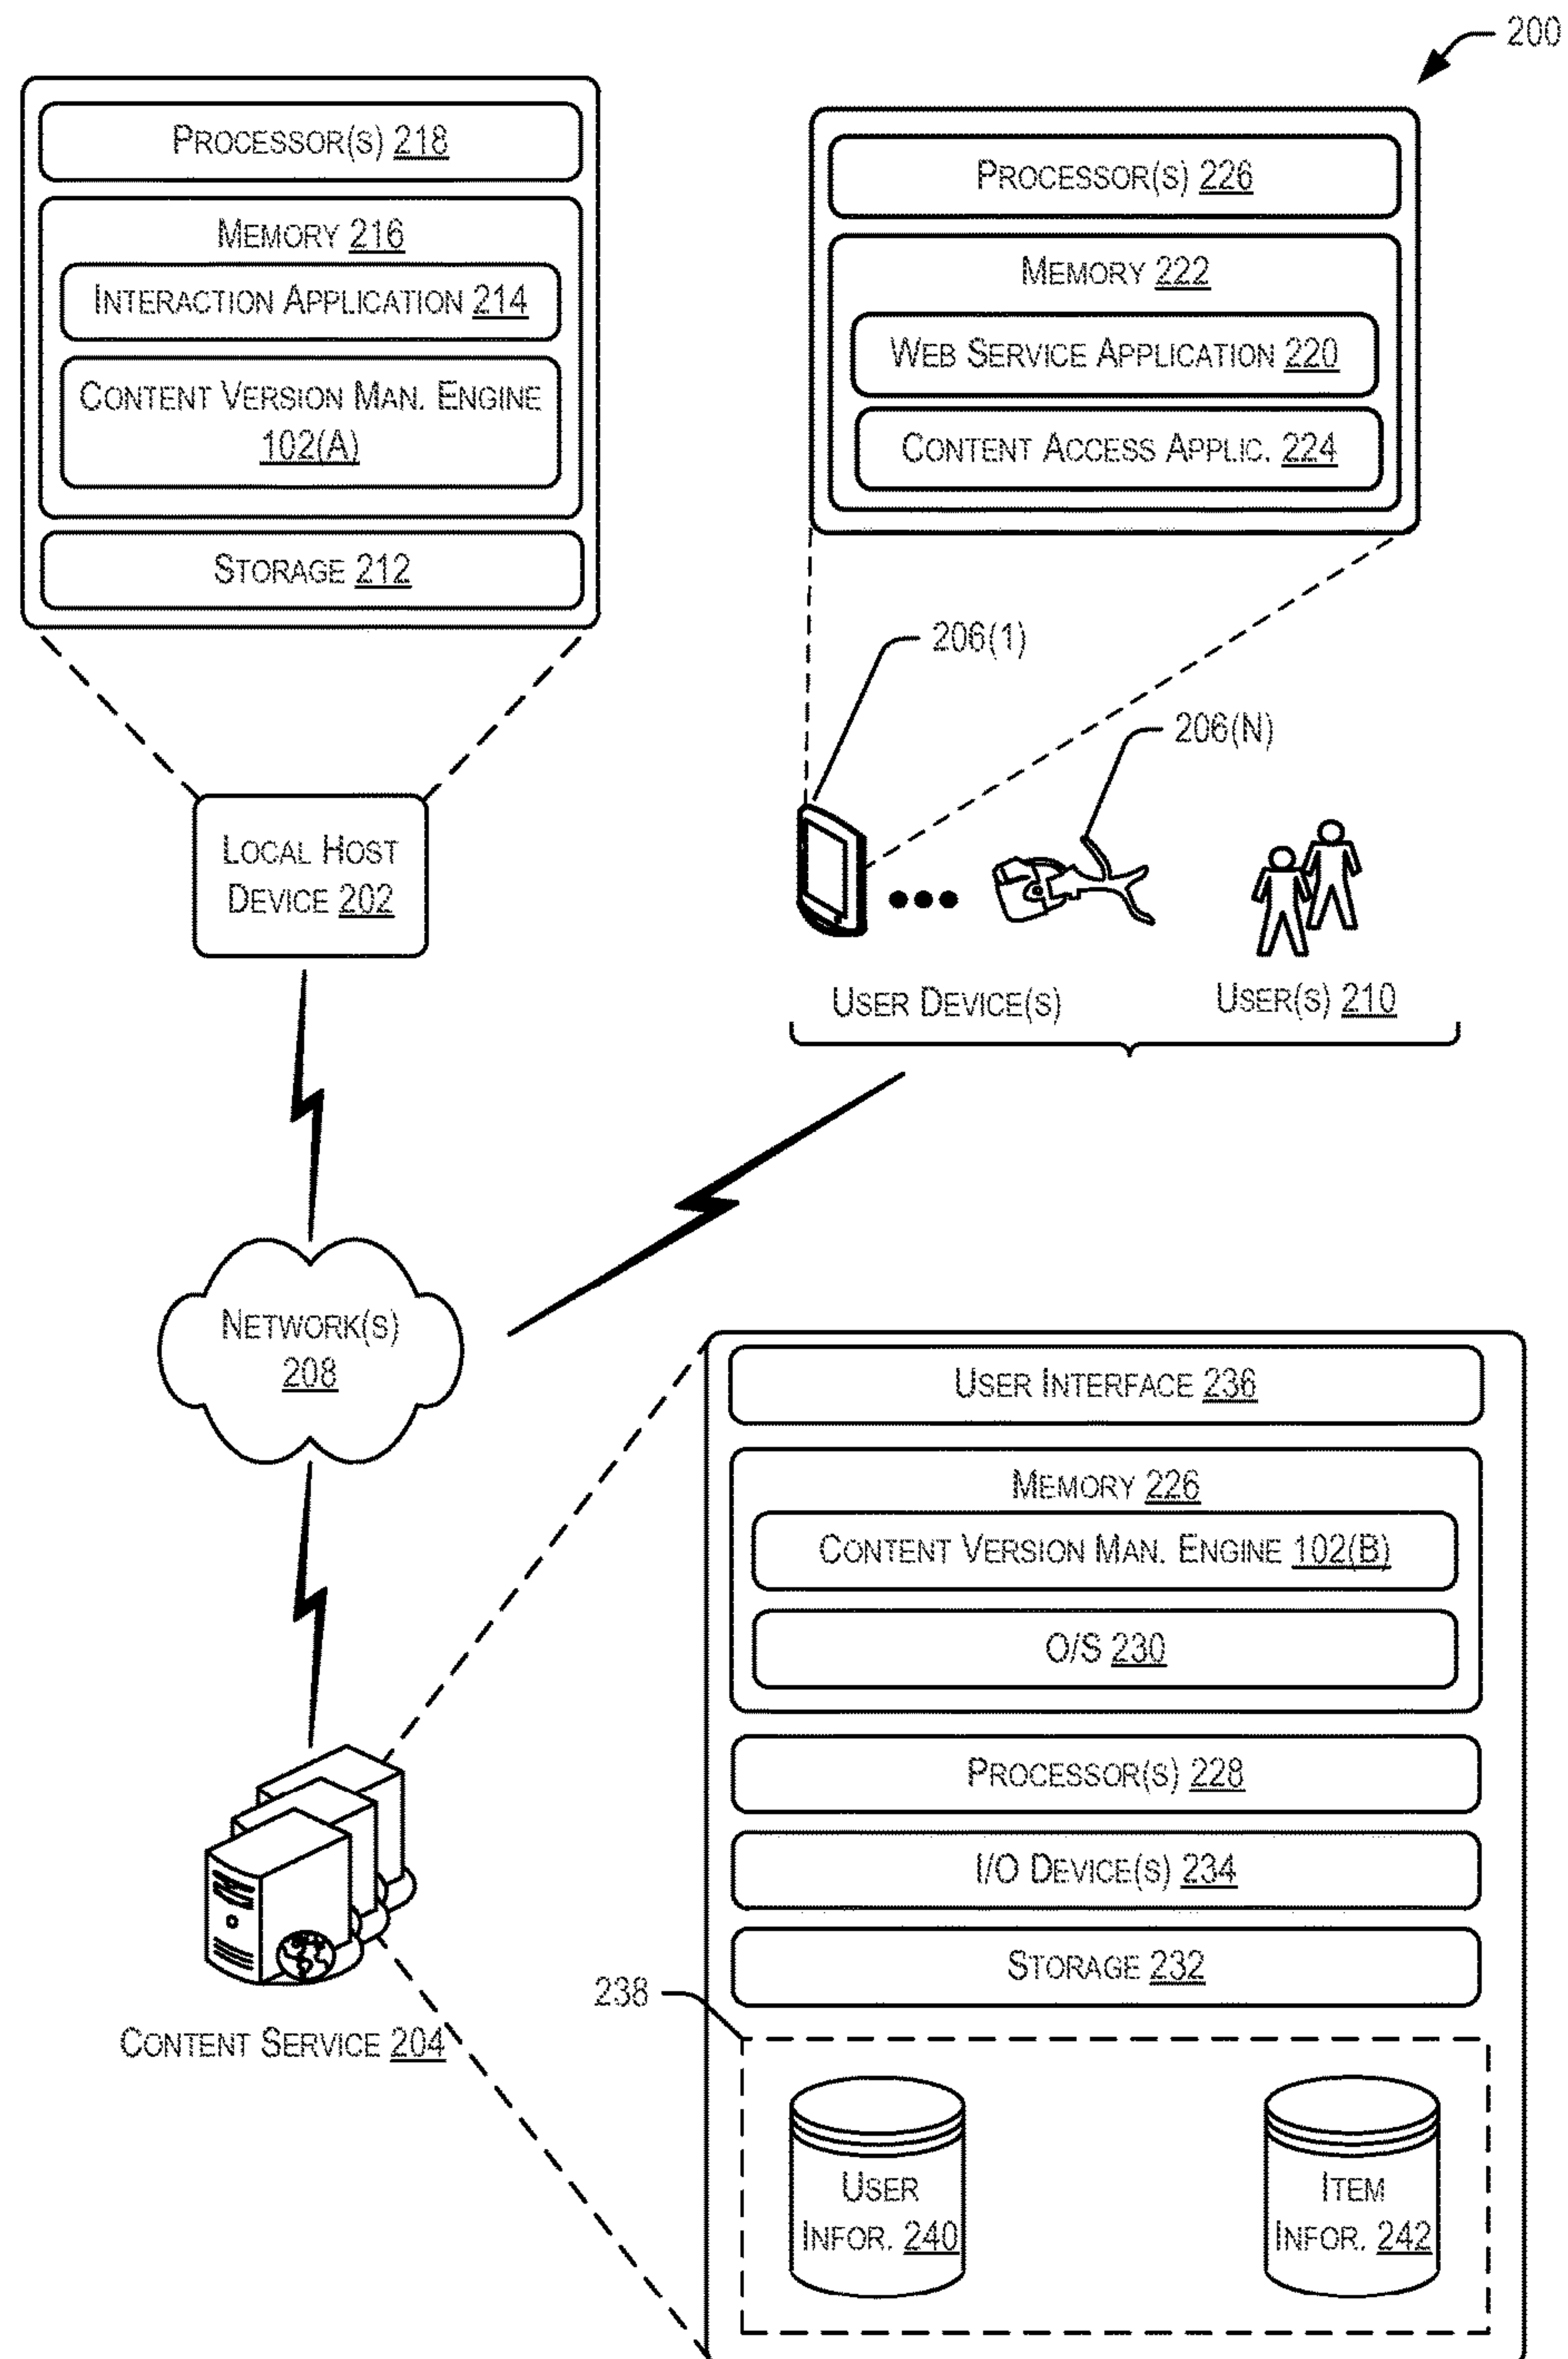 200
PROCESSOR(S) 218
MEMORY 216
INTERACTION APPLICATION 214
CONTENT VERSION MAN. ENGINE
102(A)
STORAGE 212
PROCESSOR(S) 226
MEMORY 222
WEB SERVICE APPLICATION 220
CONTENT ACCESS APPLIC. 224
206(1)
206(N)
LOCAL HOST
DEVICE 202
USER DEVICE(S)
USER(S) 210
NETWORK(S)
208
USER INTERFACE 236
MEMORY 226
CONTENT VERSION MAN. ENGINE 102(B)
O/S 230
PROCESSOR(S) 228
I/O DEVICE(S) 234
STORAGE 232
238
CONTENT SERVICE 204
USER
INFOR. 240
ITEM
INFOR. 242